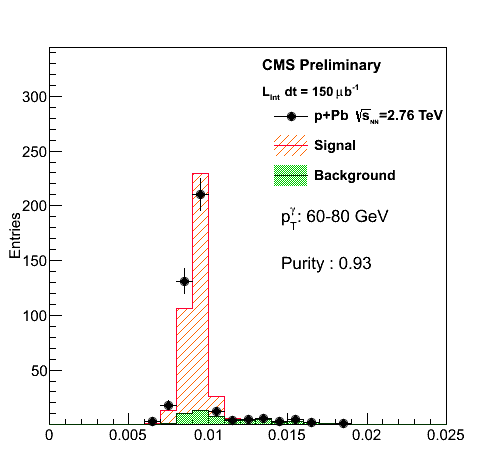 CMS Preliminary
L_int dt = 150 μb^-1
p+Pb √s_NN=2.76 TeV
Signal
Background
p_T^γ: 60-80 GeV
Purity : 0.93
Entries
300
250
200
150
100
50
0 0.005 0.01 0.015 0.02 0.025